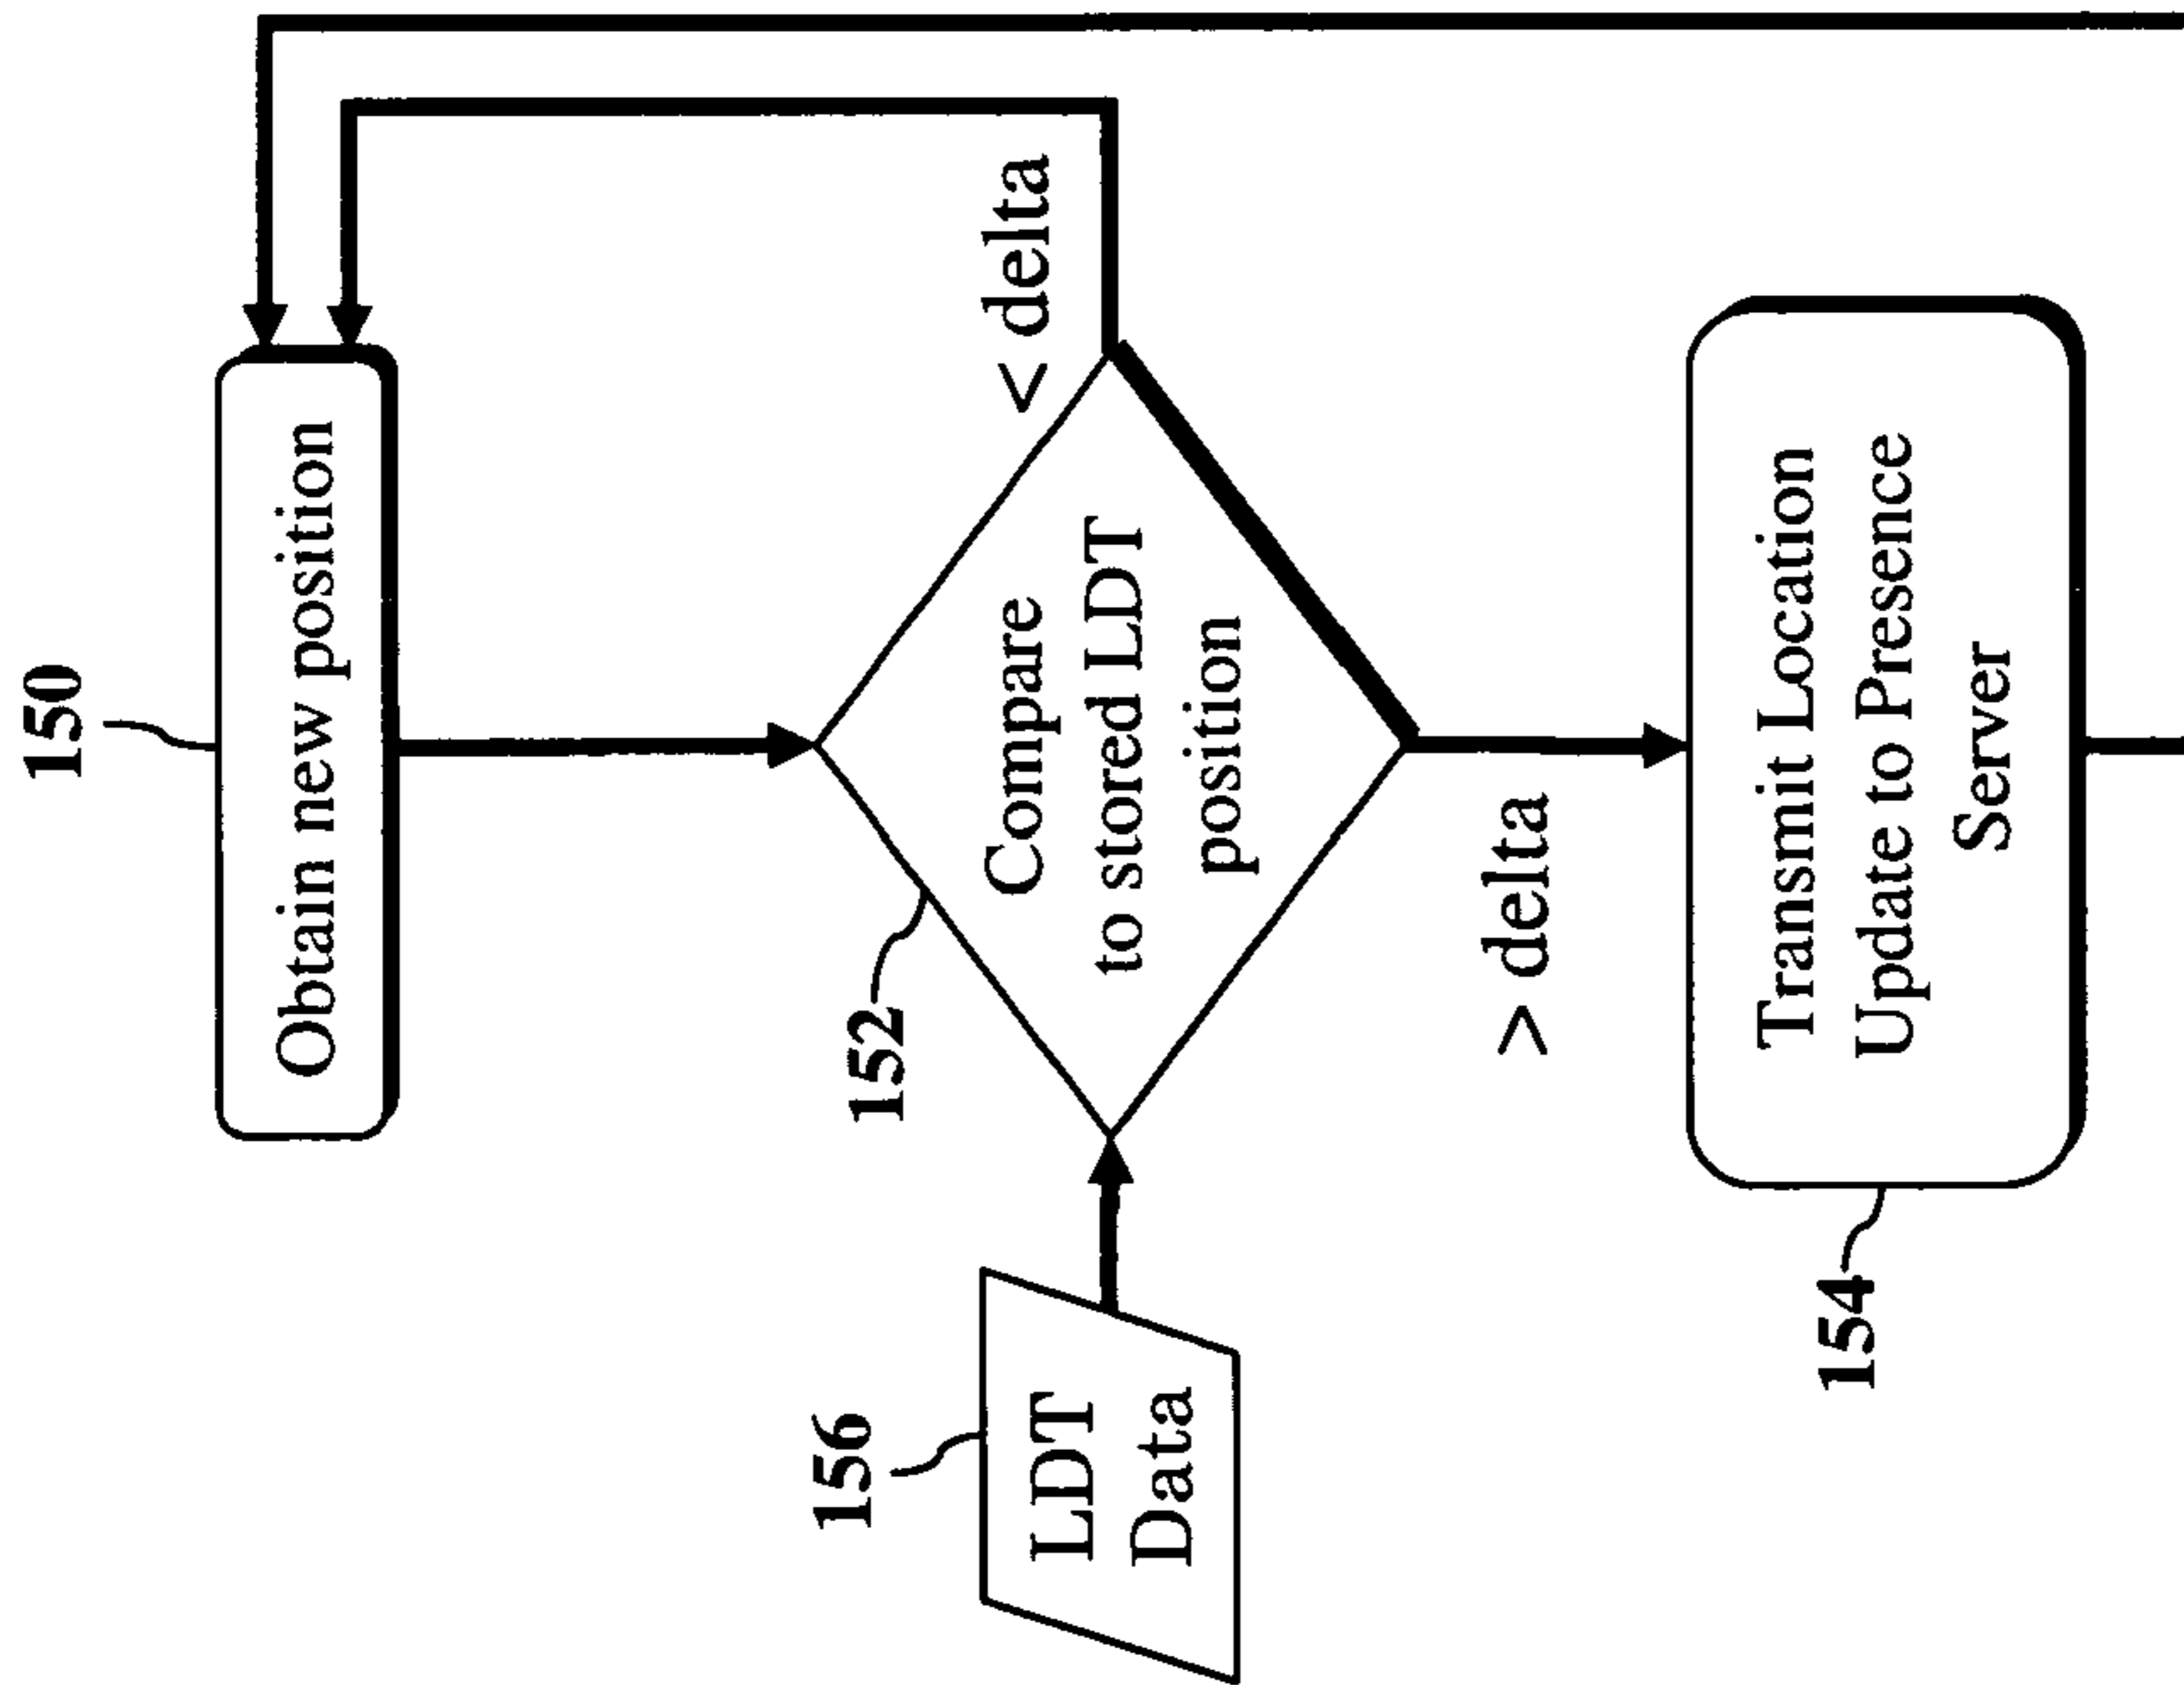 150
Obtain new position
152
Compare
to stored LDT
position
< delta
156
LDT
Data
> delta
154
Transmit Location
Update to Presence
Server